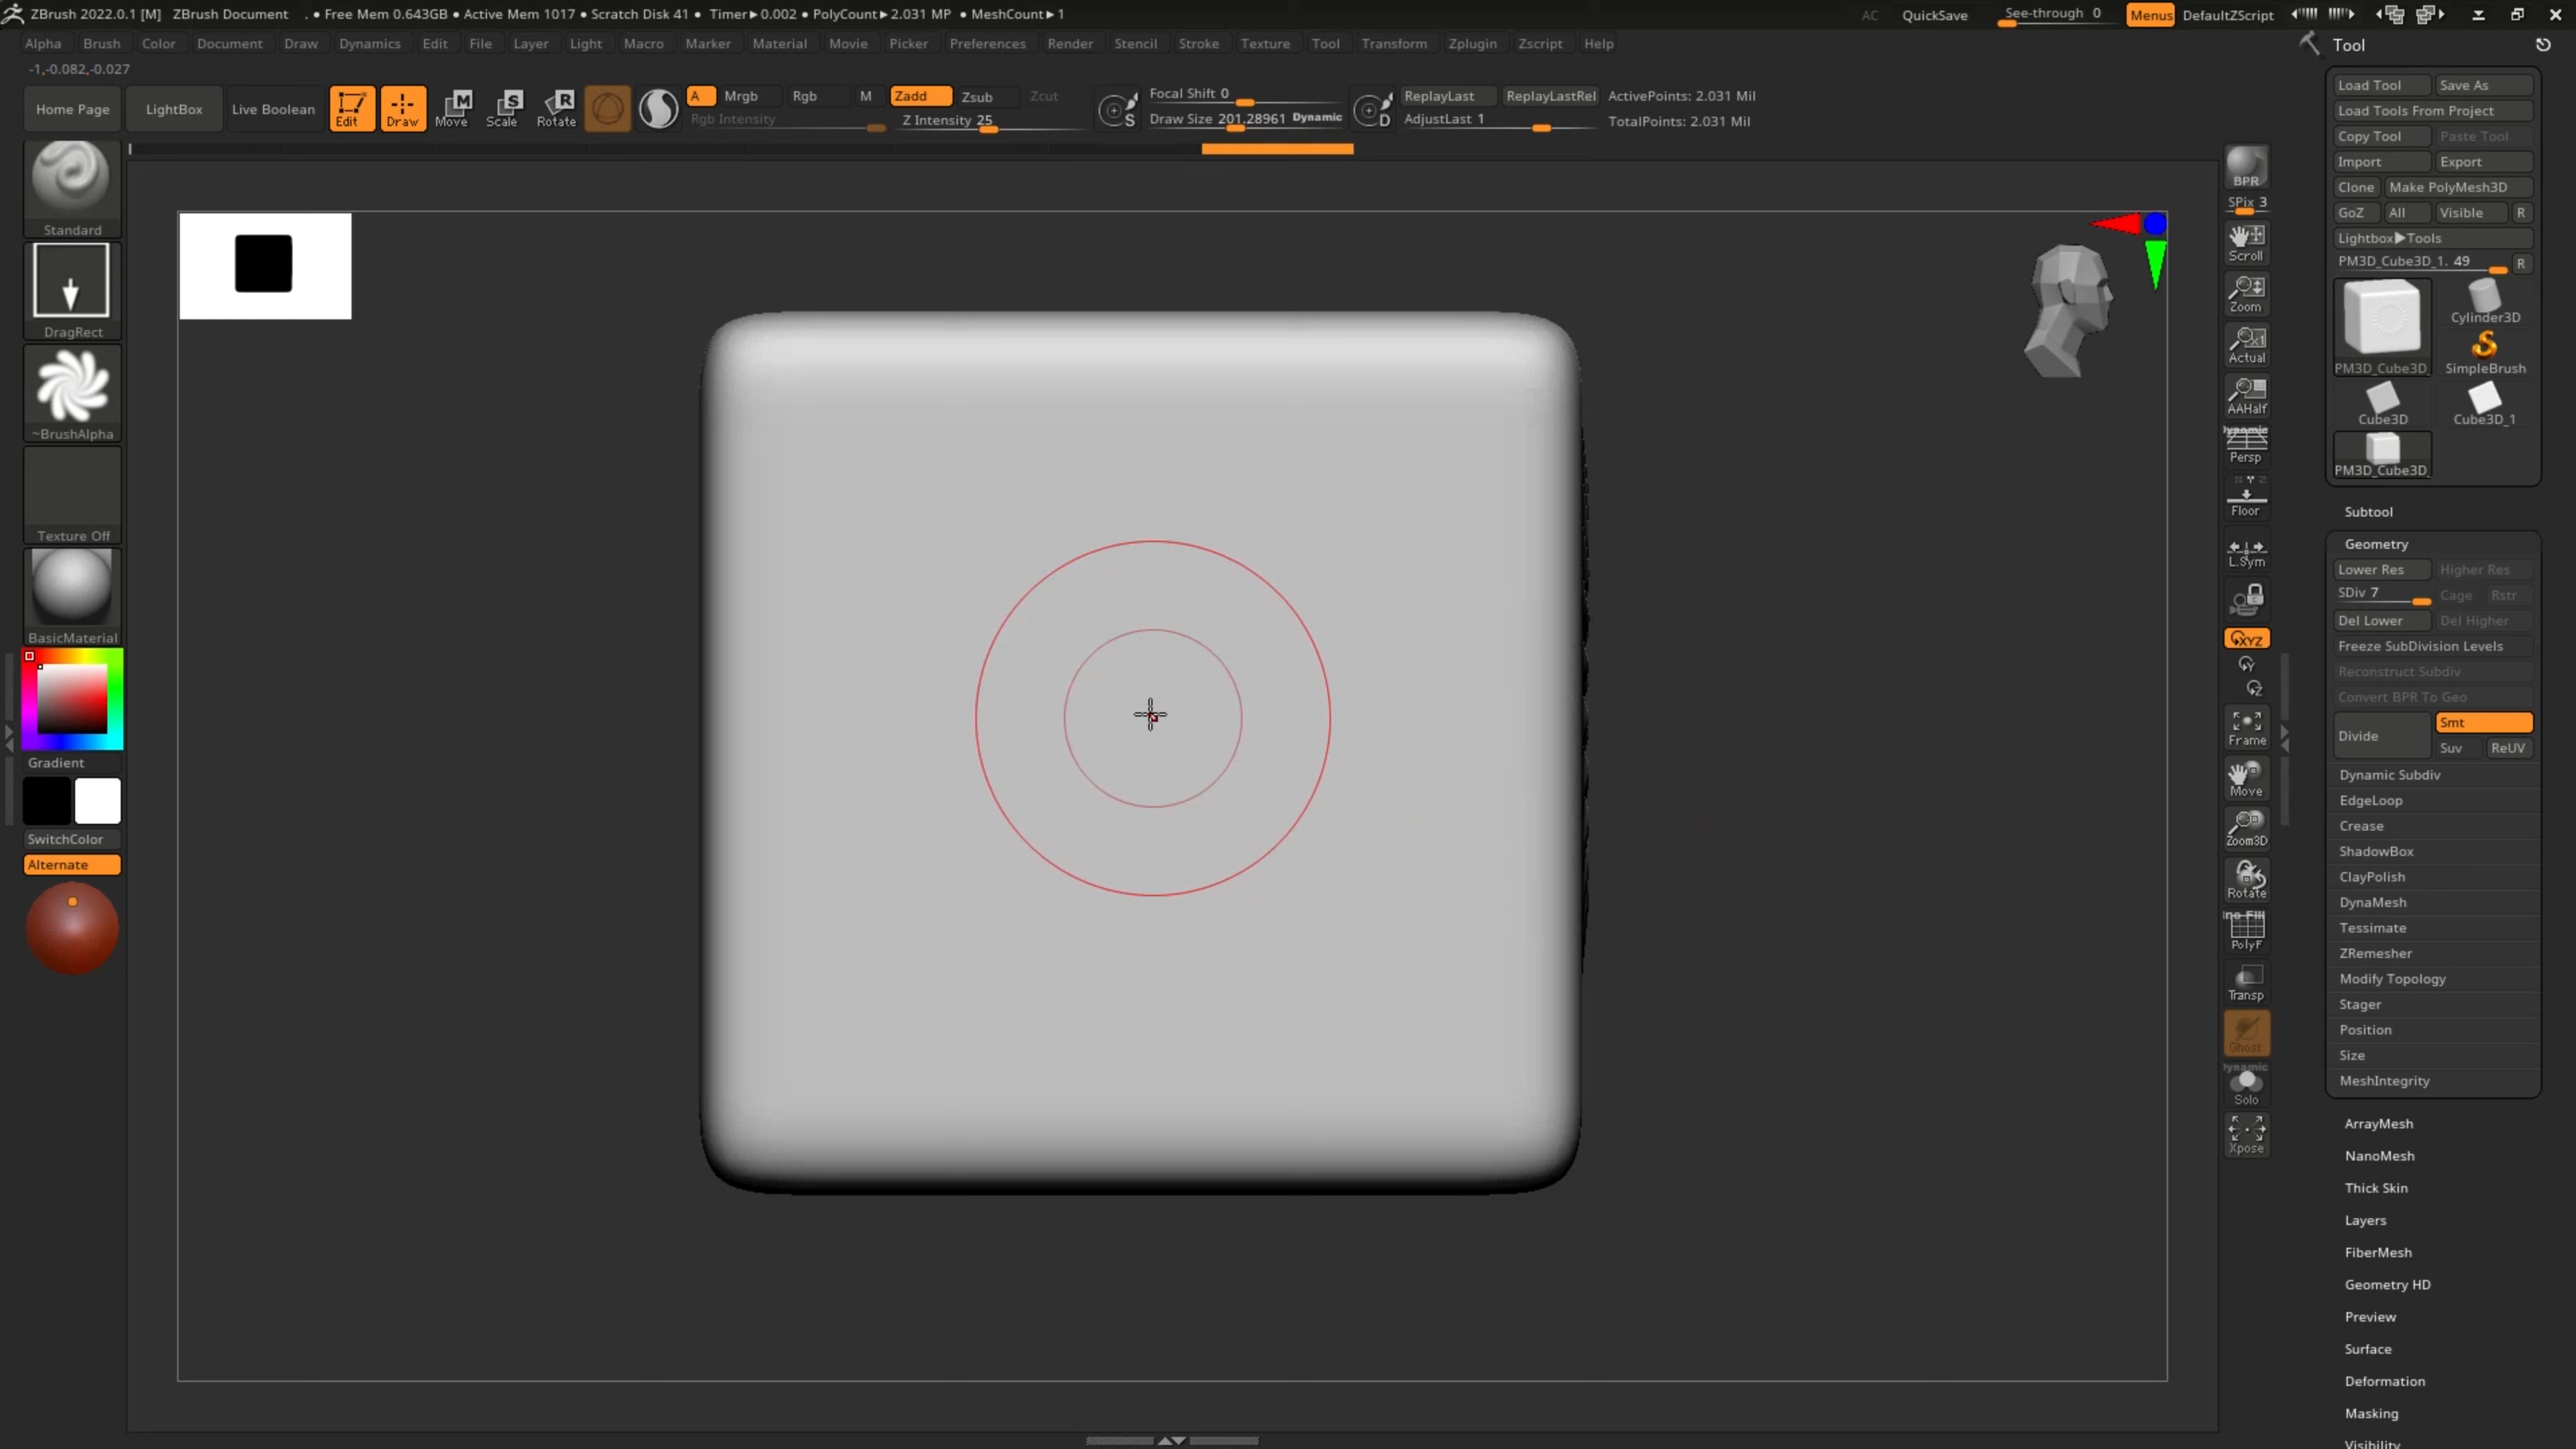 ZBrush 2022.0.1 [M] ZBrush Document . • Free Mem 0.643GB • Active Mem 1017 • Scratch Disk 41 • Timer▶0.002 • PolyCount▶2.031 MP • MeshCount▶1 AC QuickSave See-through 0 Menus DefaultZScript
Alpha Brush Color Document Draw Dynamics Edit File Layer Light Macro Marker Material Movie Picker Preferences Render Stencil Stroke Texture Tool Transform Zplugin Zscript Help
-1,-0.082,-0.027
Home Page LightBox Live Boolean Edit Draw Move Scale Rotate
A Mrgb Rgb M Zadd Zsub Zcut
Rgb Intensity Z Intensity 25
Focal Shift 0
Draw Size 201.28961 Dynamic
S
D
ReplayLast ReplayLastRel ActivePoints: 2.031 Mil
AdjustLast 1 TotalPoints: 2.031 Mil
Standard
DragRect
~BrushAlpha
Texture Off
BasicMaterial
Gradient
SwitchColor
Alternate
BPR
SPix 3
Scroll
Zoom
Actual
AAHalf
Dynamic
Persp
Floor
L.Sym
XYZ
Y
Z
Frame
Move
Zoom3D
Rotate
PolyF
Transp
Ghost
Dynamic
Solo
Xpose
Tool
Load Tool Save As
Load Tools From Project
Copy Tool Paste Tool
Import Export
Clone Make PolyMesh3D
GoZ All Visible R
Lightbox▶Tools
PM3D_Cube3D_1. 49 R
PM3D_Cube3D_ Cylinder3D
SimpleBrush
Cube3D Cube3D_1
PM3D_Cube3D_
Subtool
Geometry
Lower Res Higher Res
SDiv 7 Cage Rstr
Del Lower Del Higher
Freeze SubDivision Levels
Reconstruct Subdiv
Convert BPR To Geo
Divide Smt
Suv ReUV
Dynamic Subdiv
EdgeLoop
Crease
ShadowBox
ClayPolish
DynaMesh
Tessimate
ZRemesher
Modify Topology
Stager
Position
Size
MeshIntegrity
ArrayMesh
NanoMesh
Thick Skin
Layers
FiberMesh
Geometry HD
Preview
Surface
Deformation
Masking
Visibility